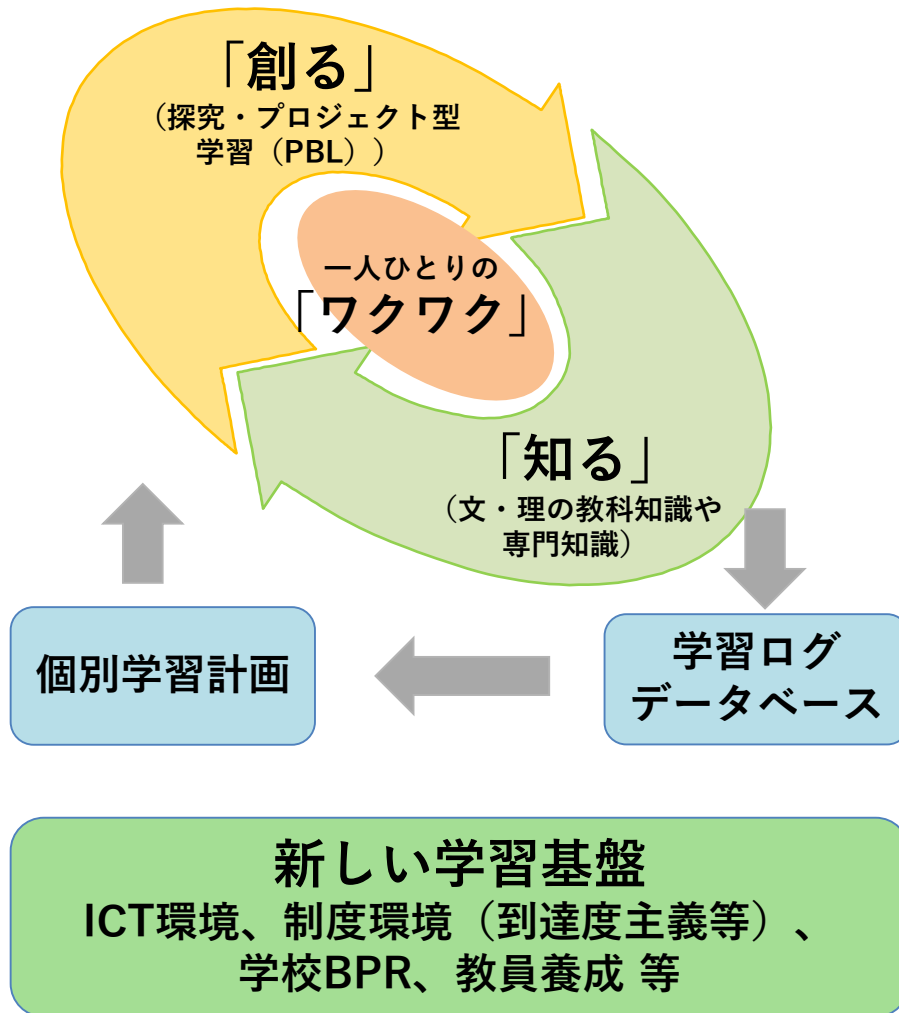 「創る」
（探究・プロジェクト型
学習（PBL））
一人ひとりの
「ワクワク」
「知る」
（文・理の教科知識や
専門知識）
個別学習計画
学習ログ
データベース
新しい学習基盤
ICT環境、制度環境（到達度主義等）、
学校BPR、教員養成 等